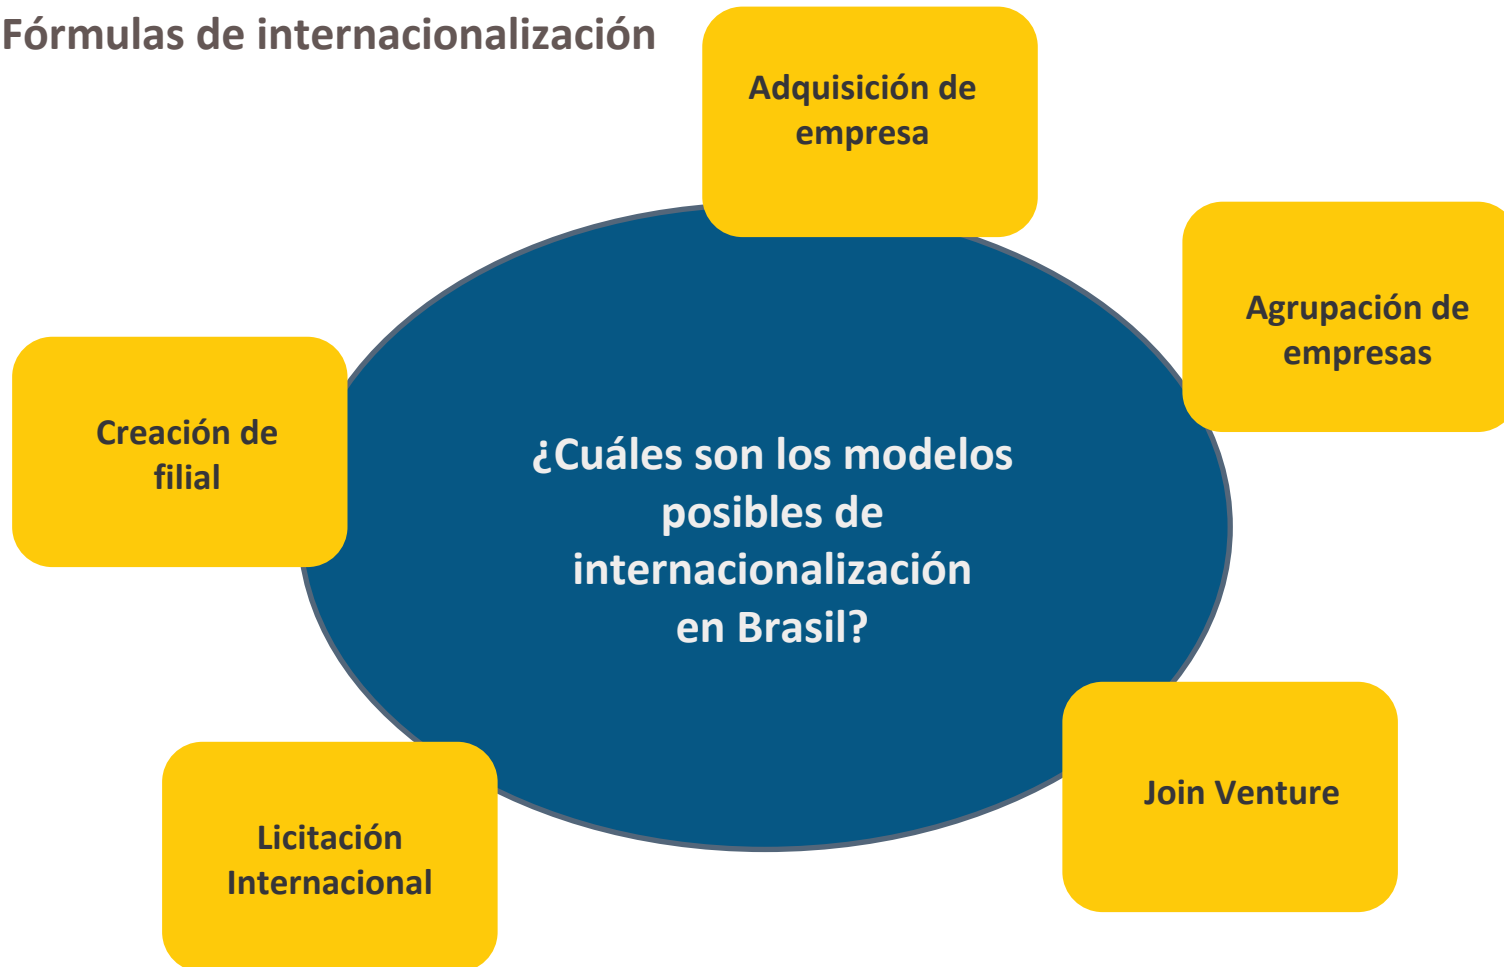 Fórmulas de internacionalización
Adquisición de
empresa
Agrupación de
empresas
Creación de
filial
¿Cuáles son los modelos
posibles de
internacionalización
en Brasil?
Join Venture
Licitación
Internacional